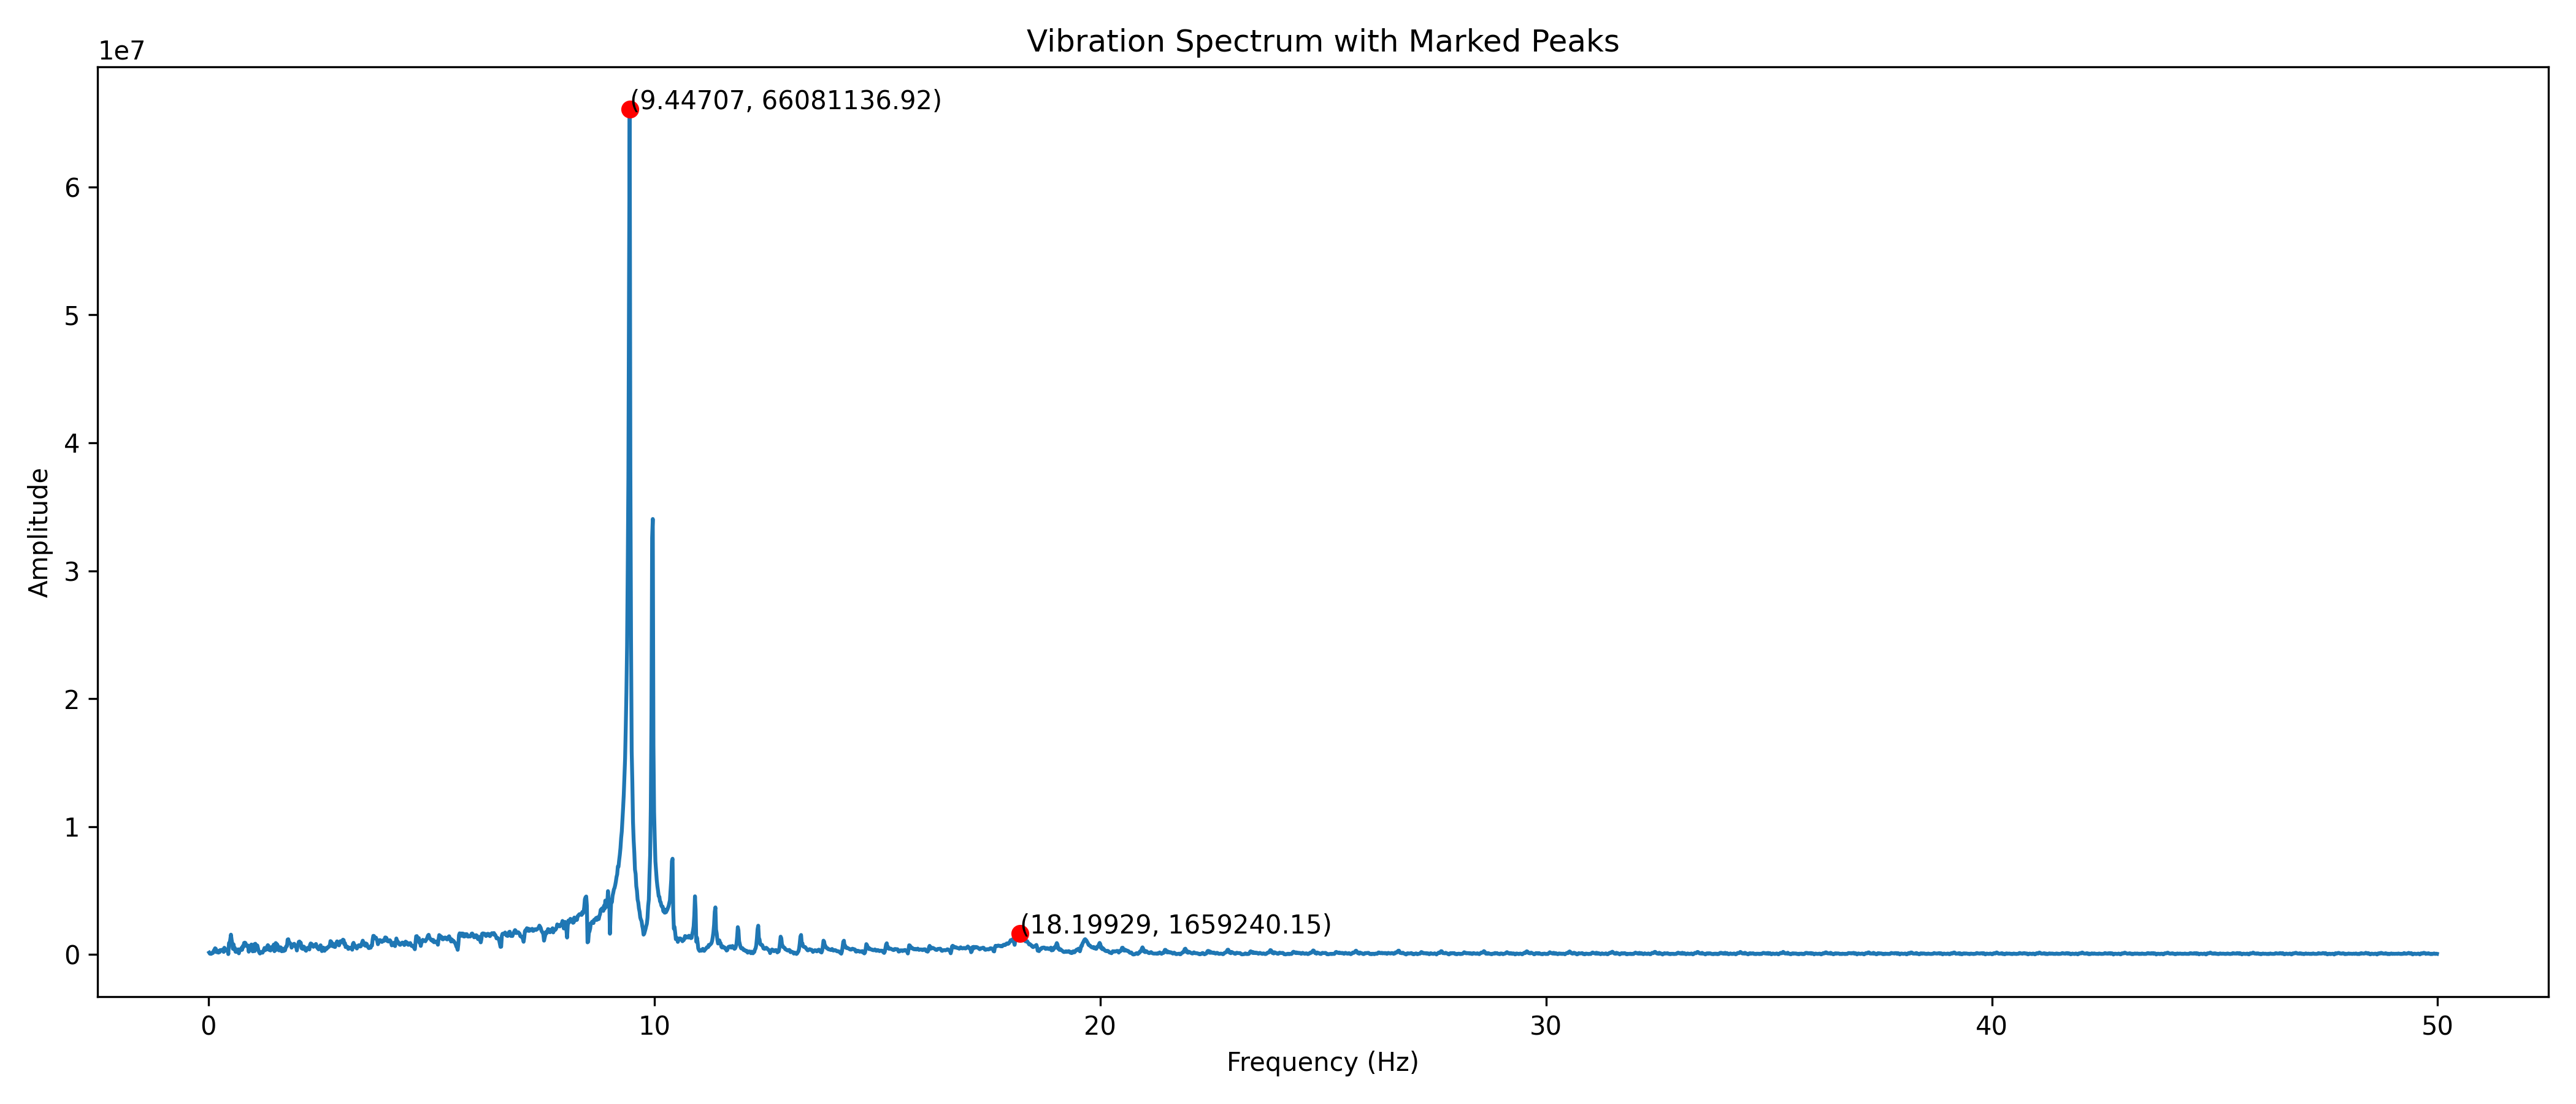 Vibration Spectrum with Marked Peaks
1e7
(9.44707, 66081136.92)
(18.19929, 1659240.15)
6
5
4
3
2
1
0
Amplitude
0 10 20 30 40 50
Frequency (Hz)